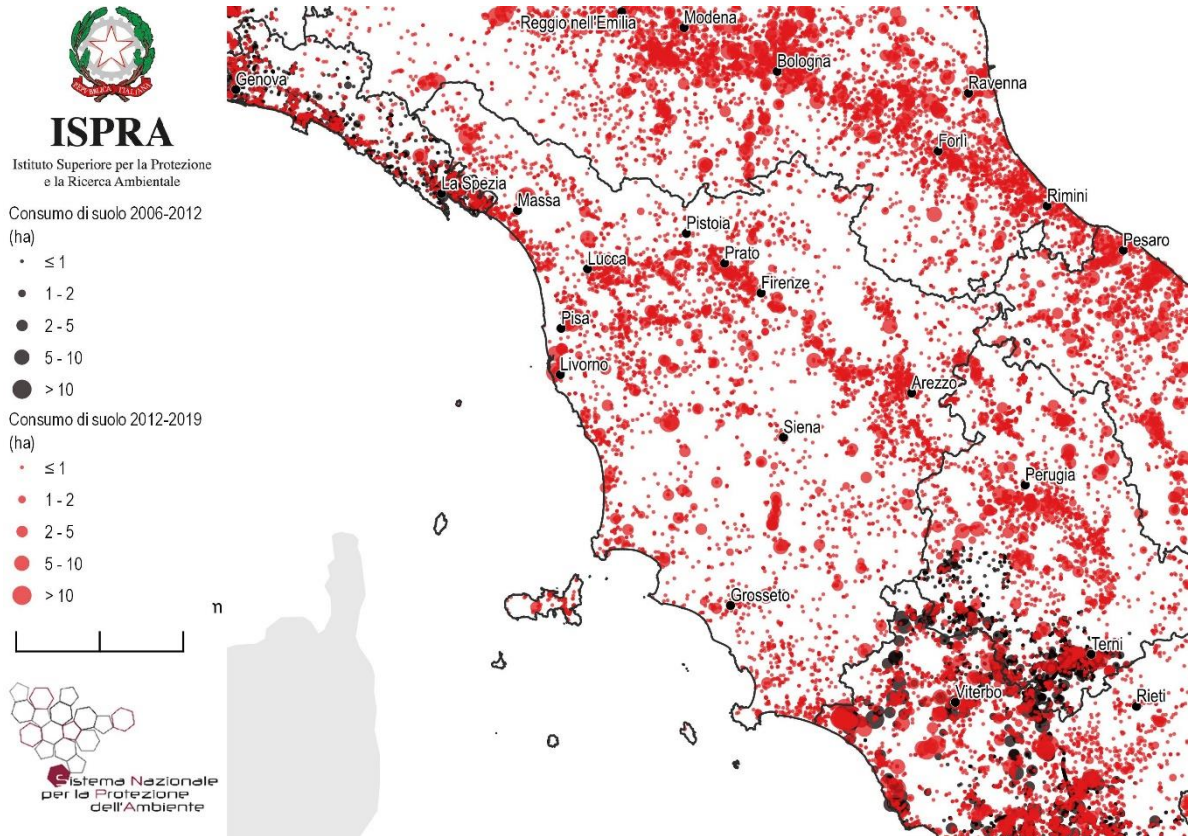 REPVBBLICA ITALIANA
ISPRA
Istituto Superiore per la Protezione
e la Ricerca Ambientale
Consumo di suolo 2006-2012
(ha)
≤ 1
1 - 2
2 - 5
5 - 10
> 10
Consumo di suolo 2012-2019
(ha)
≤ 1
1 - 2
2 - 5
5 - 10
> 10
m
Sistema Nazionale
per la Protezione
dell'Ambiente
Reggio nell'Emilia
Modena
Bologna
Genova
Ravenna
Forlì
La Spezia
Massa
Rimini
Pistoia
Pesaro
Prato
Lucca
Firenze
Pisa
Livorno
Arezzo
Siena
Perugia
Grosseto
Terni
Viterbo
Rieti